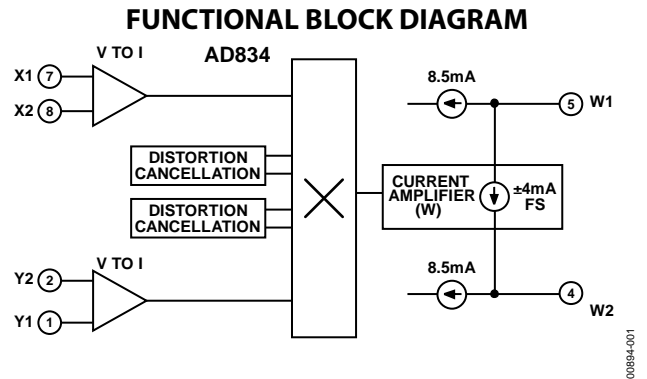 FUNCTIONAL BLOCK DIAGRAM
V TO I
AD834
X1 7
X2 8
8.5mA
5 W1
DISTORTION
CANCELLATION
DISTORTION
CANCELLATION
CURRENT
AMPLIFIER
(W)
±4mA
FS
V TO I
Y2 2
Y1 1
8.5mA
4
W2
00894-001